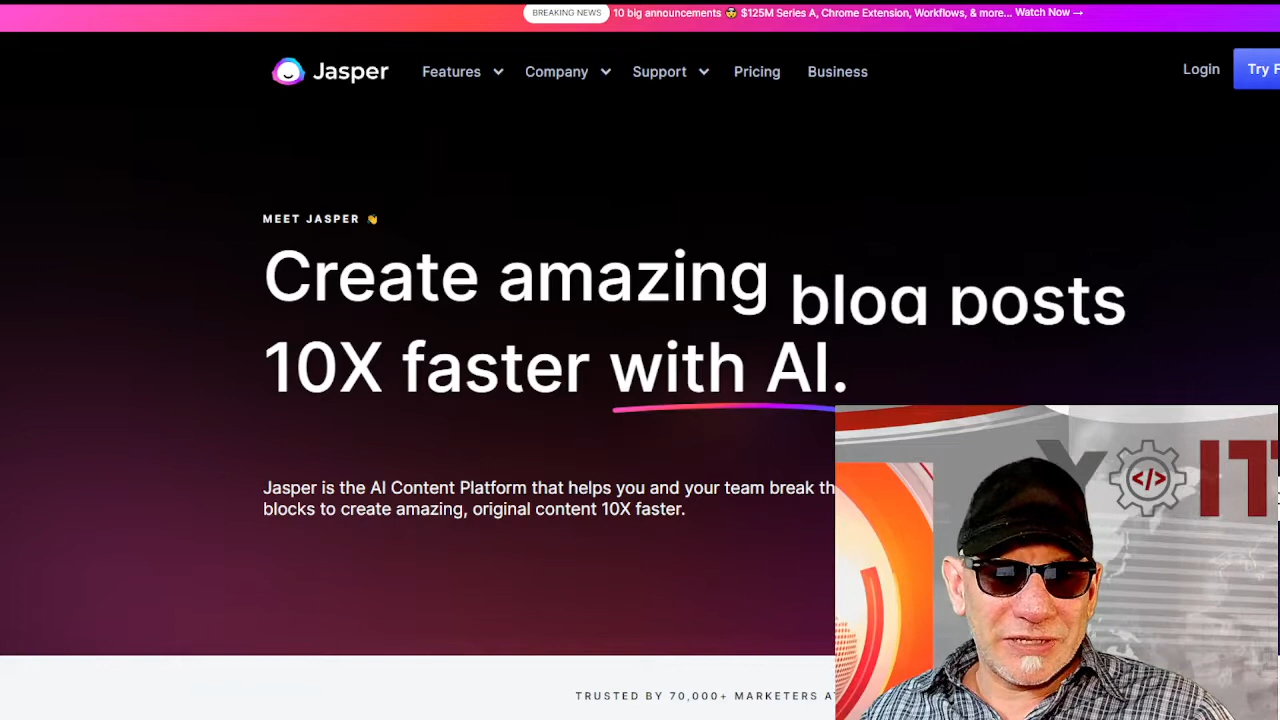 BREAKING NEWS 10 big announcements 🤯 $125M Series A, Chrome Extension, Workflows, & more... Watch Now →
Jasper Features Company Support Pricing Business Login Try F
MEET JASPER 👋
Create amazing blog posts
10X faster with AI.
Jasper is the AI Content Platform that helps you and your team break th
blocks to create amazing, original content 10X faster.
Y IT
</>
TRUSTED BY 70,000+ MARKETERS A